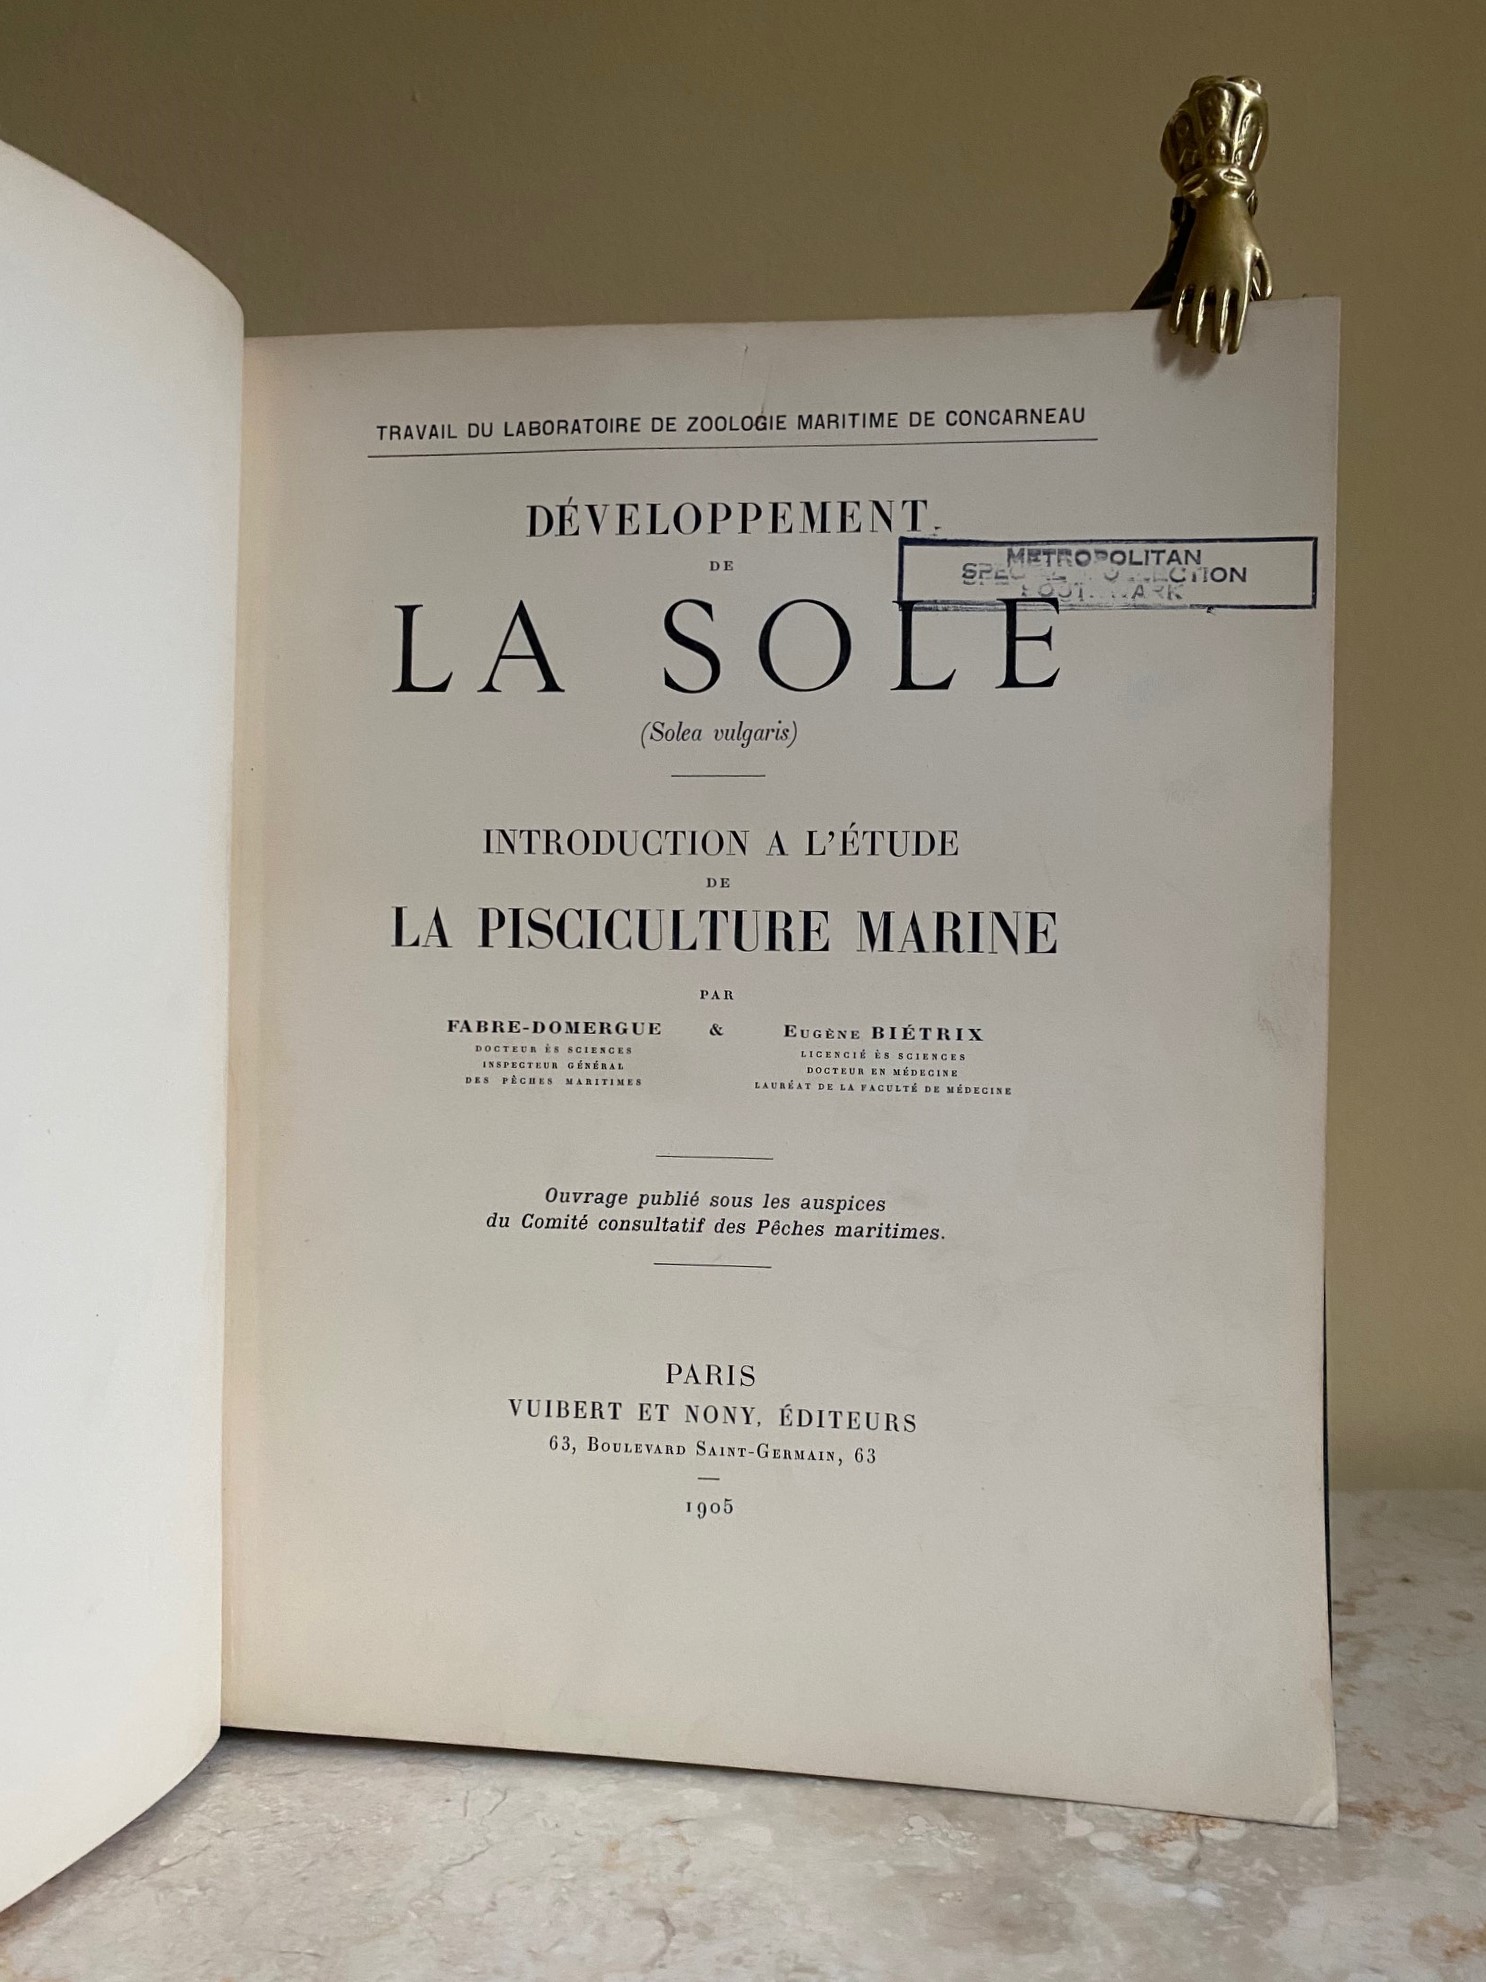 TRAVAIL DU LABORATOIRE DE ZOOLOGIE MARITIME DE CONCARNEAU
DÉVELOPPEMENT
DE
METROPOLITAN
LA SOLE
(Solea vulgaris)
INTRODUCTION A L'ÉTUDE
DE
LA PISCICULTURE MARINE
PAR
FABRE-DOMERGUE & EUGÈNE BIÉTRIX
DOCTEUR ÈS SCIENCES
INSPECTEUR GÉNÉRAL
DES PÊCHES MARITIMES
LICENCIÉ ÈS SCIENCES
DOCTEUR EN MÉDECINE
LAURÉAT DE LA FACULTÉ DE MÉDECINE
Ouvrage publié sous les auspices
du Comité consultatif des Pêches maritimes.
PARIS
VUIBERT ET NONY, ÉDITEURS
63, BOULEVARD SAINT-GERMAIN, 63
1905